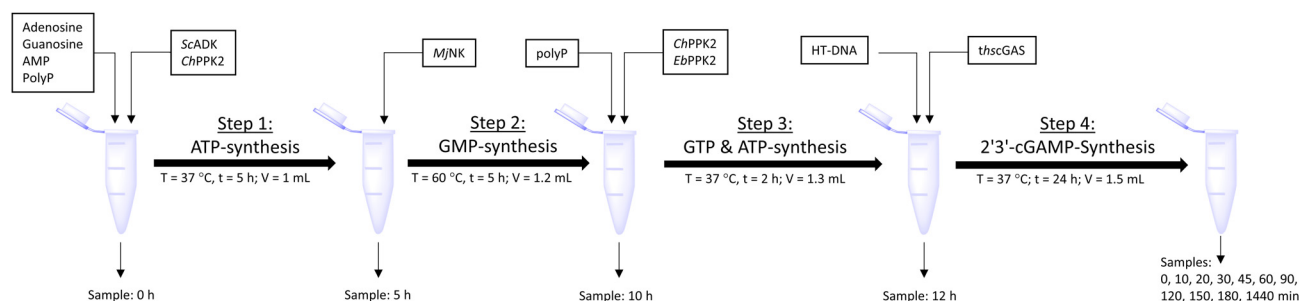 Adenosine
Guanosine
AMP
PolyP
ScADK
ChPPK2
MjNK
polyP
ChPPK2
EbPPK2
HT-DNA
thscGAS
Step 1:
ATP-synthesis
T = 37 °C, t = 5 h; V = 1 mL
Step 2:
GMP-synthesis
T = 60 °C, t = 5 h; V = 1.2 mL
Step 3:
GTP & ATP-synthesis
T = 37 °C, t = 2 h; V = 1.3 mL
Step 4:
2'3'-cGAMP-Synthesis
T = 37 °C; t = 24 h; V = 1.5 mL
Sample: 0 h
Sample: 5 h
Sample: 10 h
Sample: 12 h
Samples:
0, 10, 20, 30, 45, 60, 90,
120, 150, 180, 1440 min